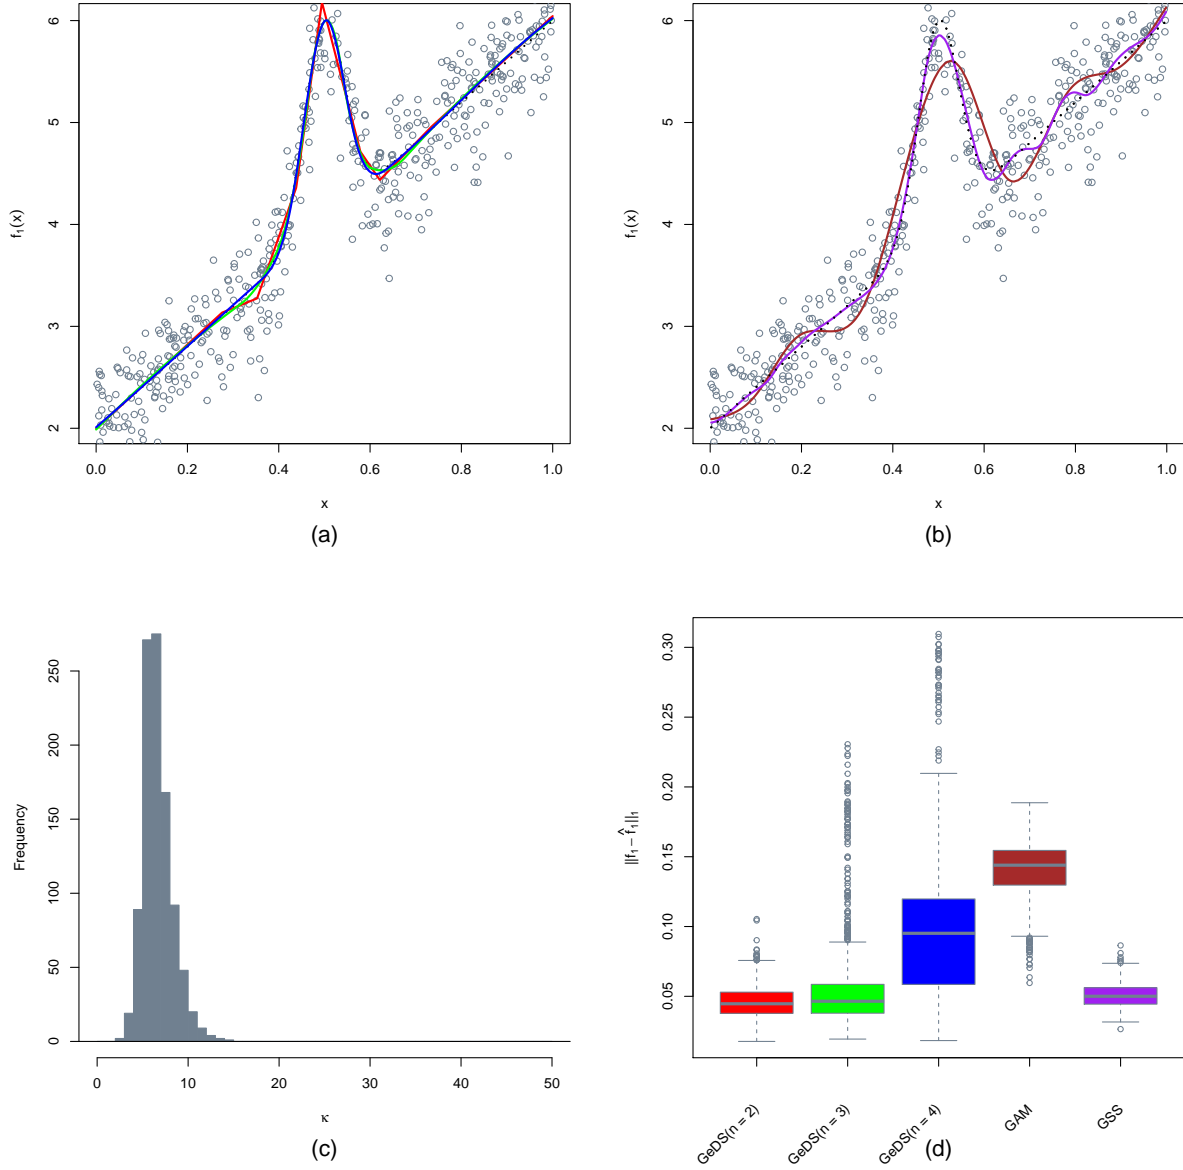 6
5
4
3
2
f₁(x)
0.0 0.2 0.4 0.6 0.8 1.0
x
(a)
6
5
4
3
2
f₁(x)
0.0 0.2 0.4 0.6 0.8 1.0
x
(b)
250
200
150
100
50
0
Frequency
0 10 20 30 40 50
κ
(c)
0.30
0.25
0.20
0.15
0.10
0.05
||f₁ - f̂₁||₁
GeDS(n = 2)
GeDS(n = 3)
GeDS(n = 4)
GAM
GSS
(d)